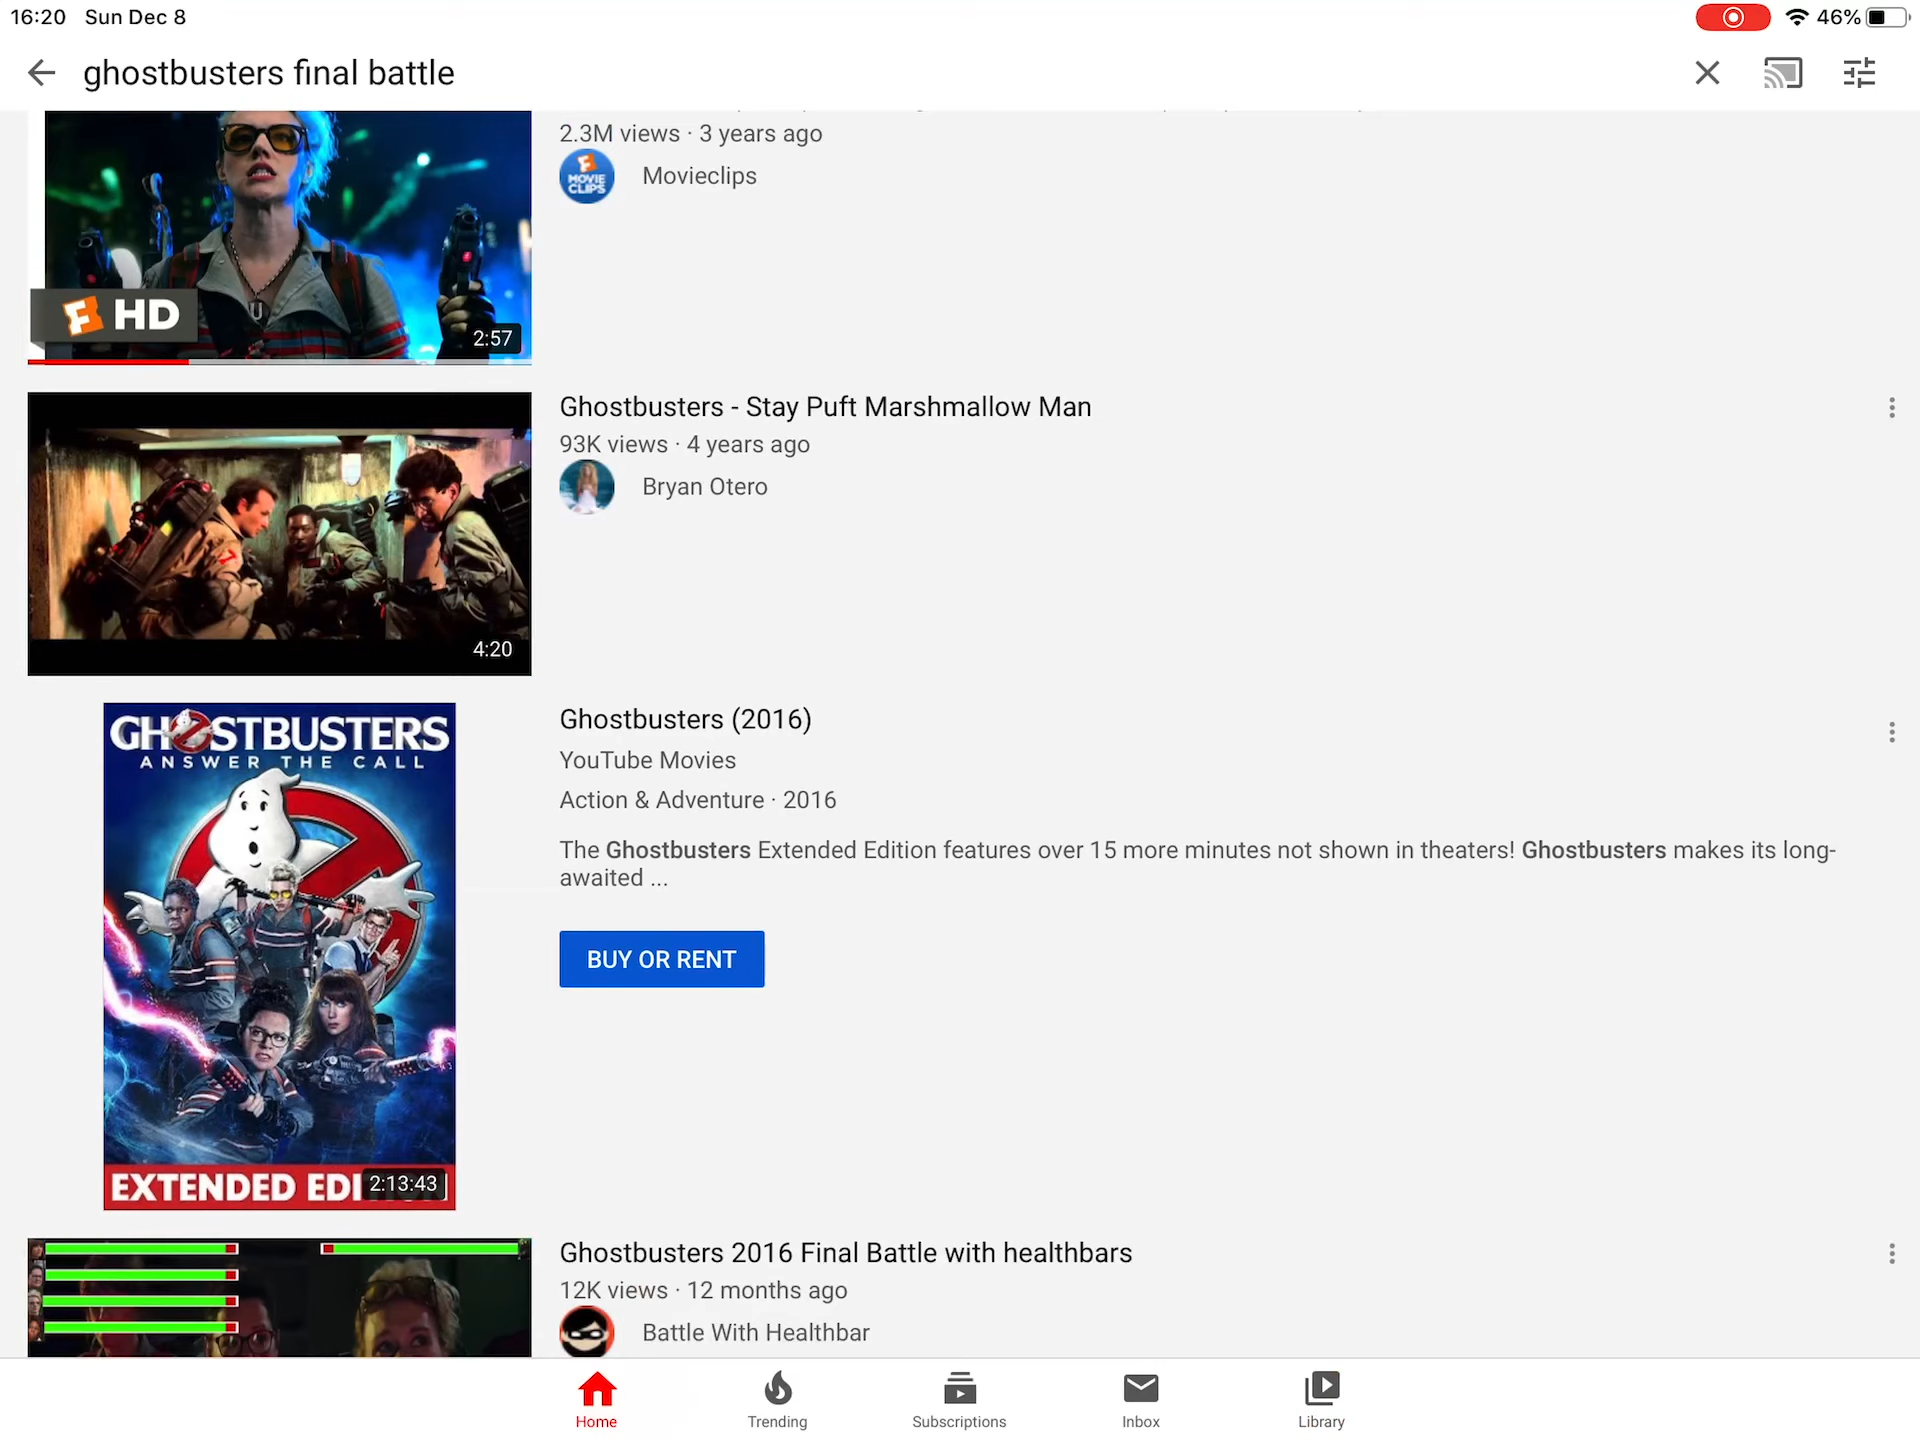 16:20 Sun Dec 8
46%
ghostbusters final battle
2.3M views · 3 years ago
MOVIE
CLIPS
Movieclips
F HD
U
2:57
Ghostbusters - Stay Puft Marshmallow Man
93K views · 4 years ago
Bryan Otero
4:20
GHOSTBUSTERS
ANSWER THE CALL
EXTENDED EDI
2:13:43
Ghostbusters (2016)
YouTube Movies
Action & Adventure · 2016
The Ghostbusters Extended Edition features over 15 more minutes not shown in theaters! Ghostbusters makes its long-
awaited ...
BUY OR RENT
Ghostbusters 2016 Final Battle with healthbars
12K views · 12 months ago
Battle With Healthbar
Home Trending Subscriptions Inbox Library